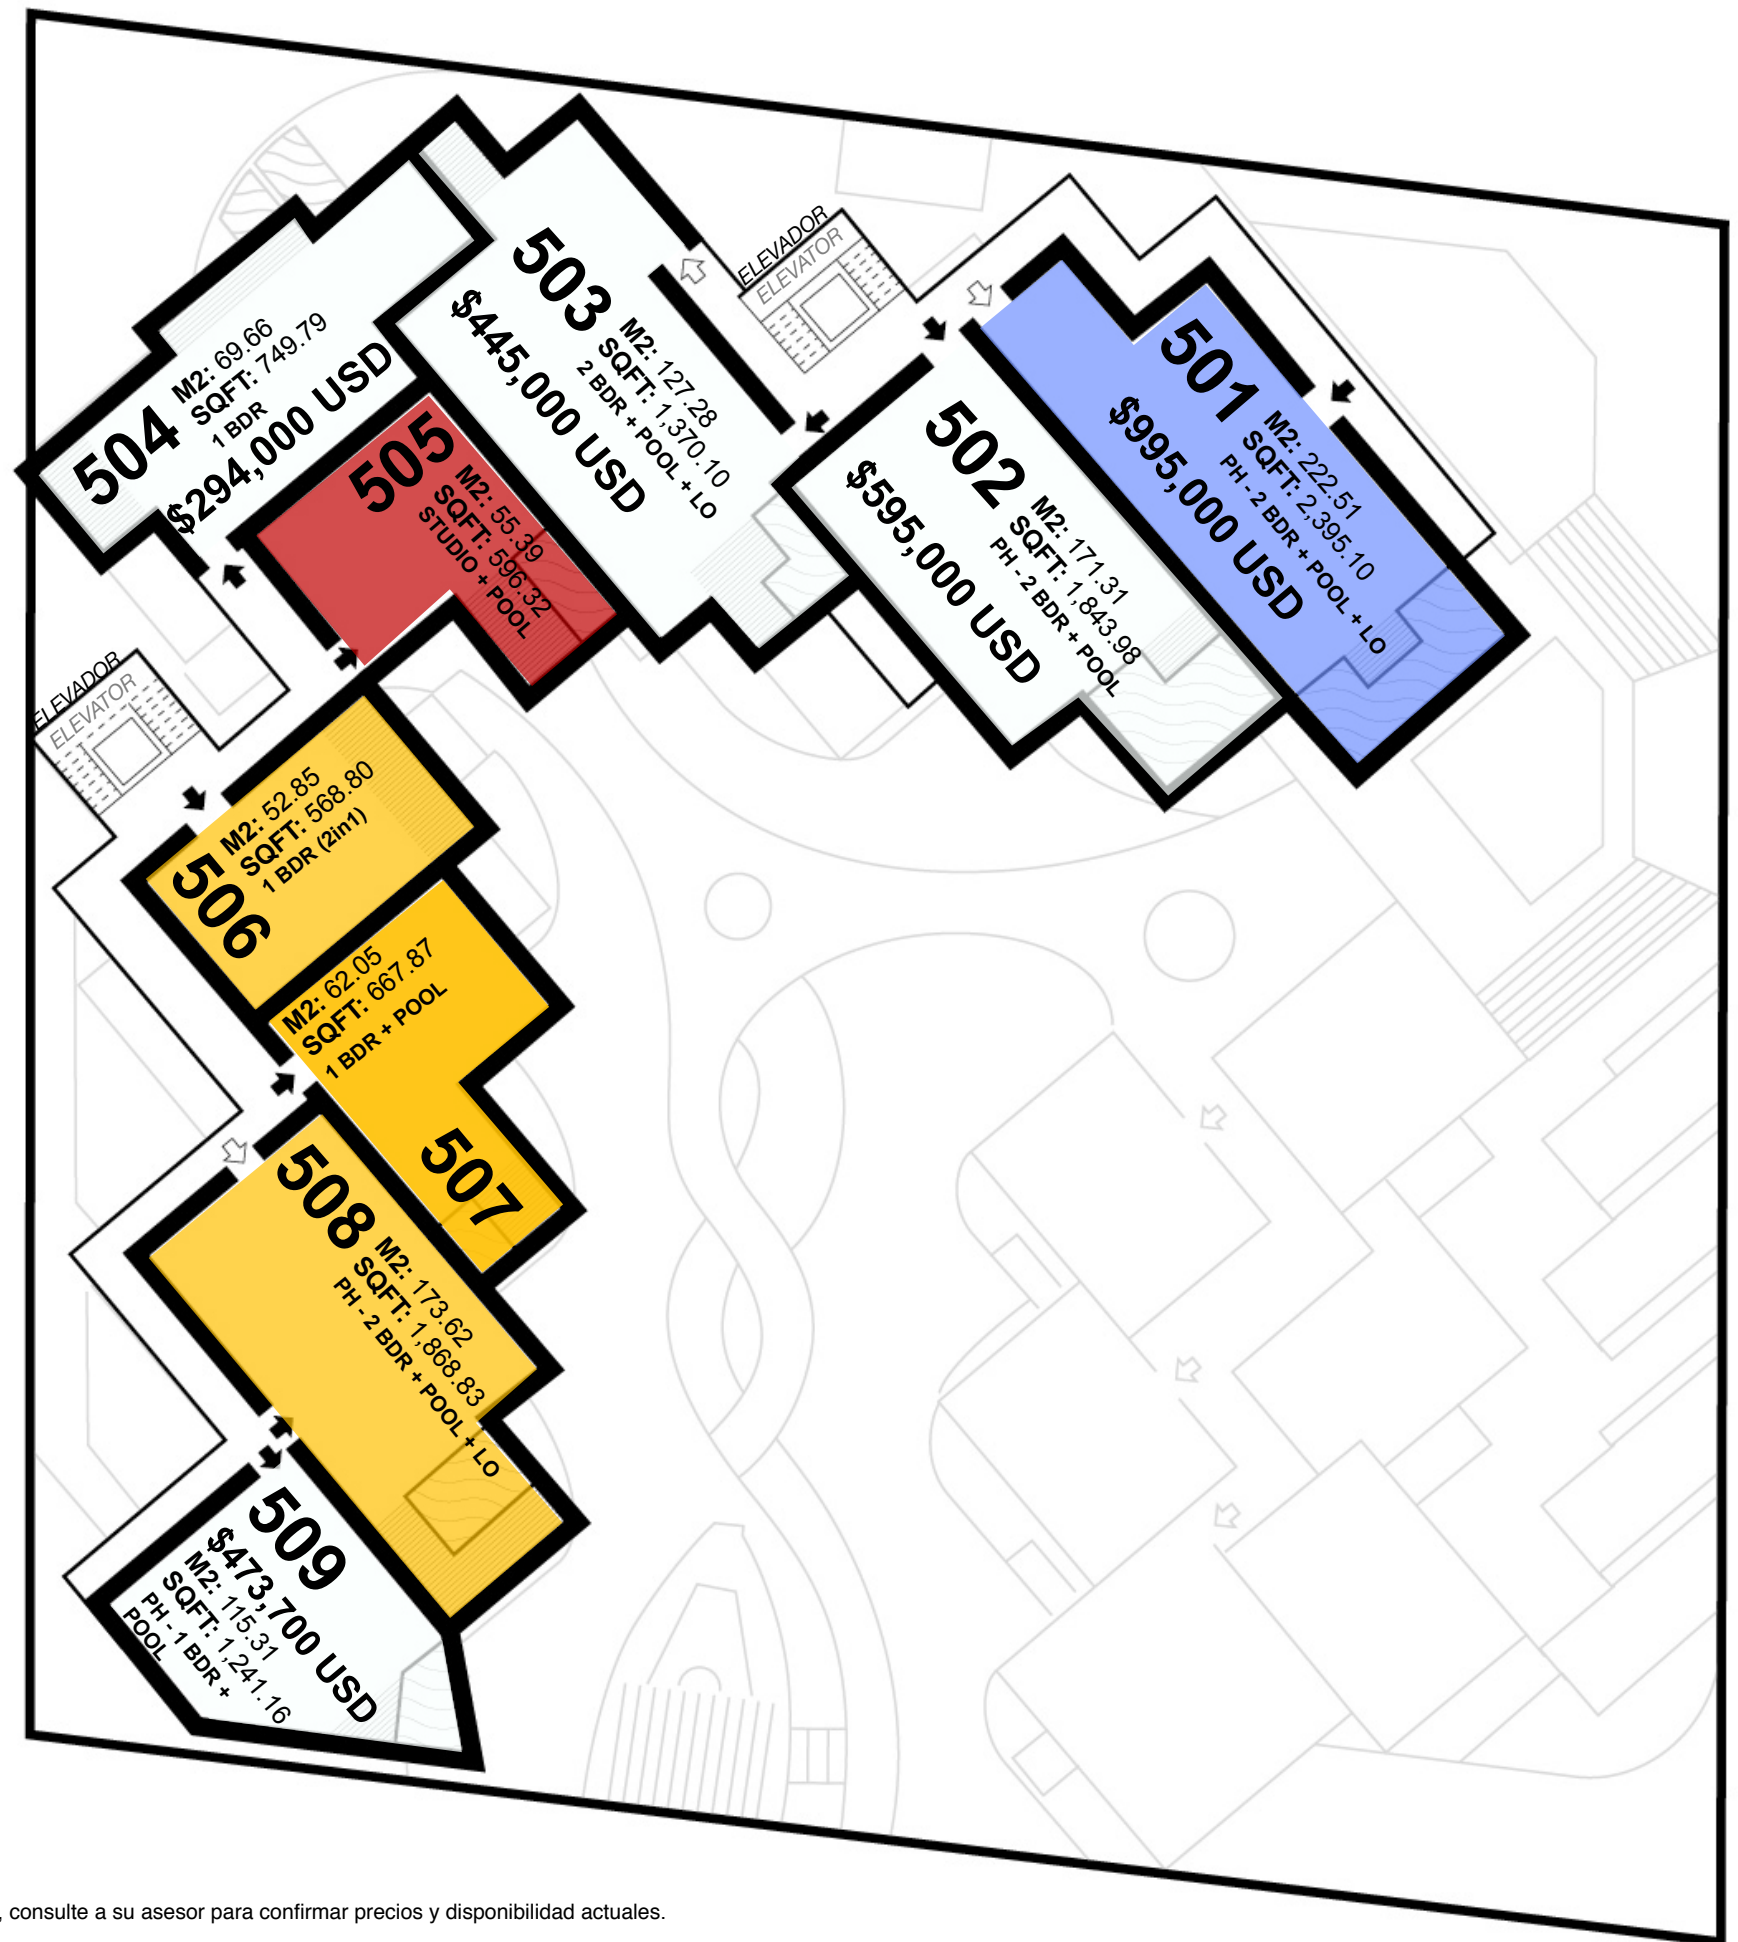 ELEVADOR
ELEVATOR
501
$995,000 USD
M2: 222.51
SQFT: 2,395.10
PH - 2 BDR + POOL + LO
502
$595,000 USD
M2: 171.31
SQFT: 1,843.98
PH - 2 BDR + POOL
503
$445,000 USD
M2: 127.28
SQFT: 1,370.10
2 BDR + POOL + LO
504
M2: 69.66
SQFT: 749.79
1 BDR
$294,000 USD
$
505
M2: 55.39
SQFT: 596.32
STUDIO + POOL
ELEVADOR
ELEVATOR
506
M2: 52.85
SQFT: 568.80
1 BDR (2in1)
M2: 62.05
SQFT: 667.87
1 BDR + POOL
507
508
M2: 173.62
SQFT: 1,868.83
PH - 2 BDR + POOL + LO
509
$473,700 USD
M2: 115.31
SQFT: 1,241.16
PH - 1 BDR +
POOL
, consulte a su asesor para confirmar precios y disponibilidad actuales.